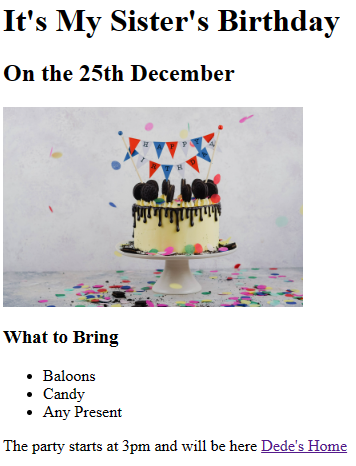 It's My Sister's Birthday
On the 25th December
HAPPY
BIRTHDAY
What to Bring
• Baloons
• Candy
• Any Present
The party starts at 3pm and will be here Dede's Home